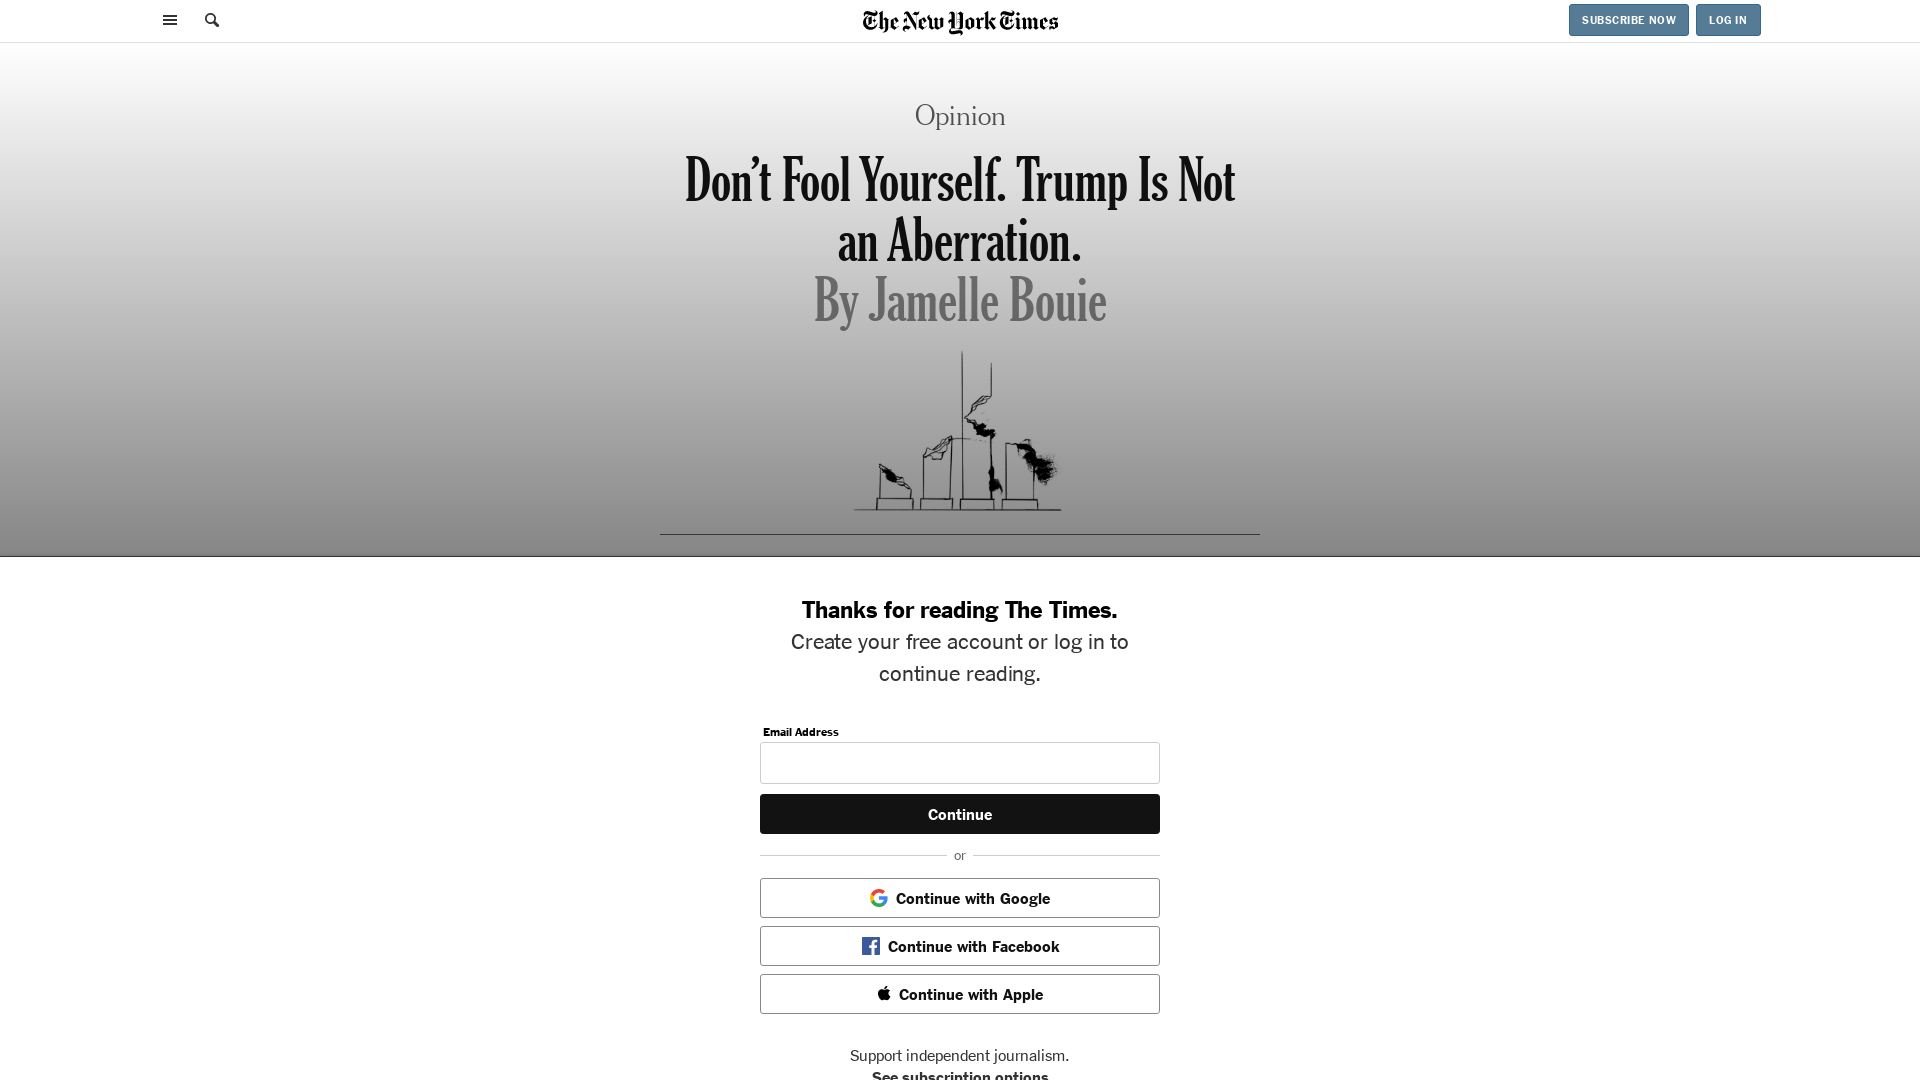 The New York Times
SUBSCRIBE NOW
LOG IN
Opinion
Don’t Fool Yourself. Trump Is Not
an Aberration.
By Jamelle Bouie
Thanks for reading The Times.
Create your free account or log in to
continue reading.
Email Address
Continue
or
Continue with Google
Continue with Facebook
Continue with Apple
Support independent journalism.
See subscription options